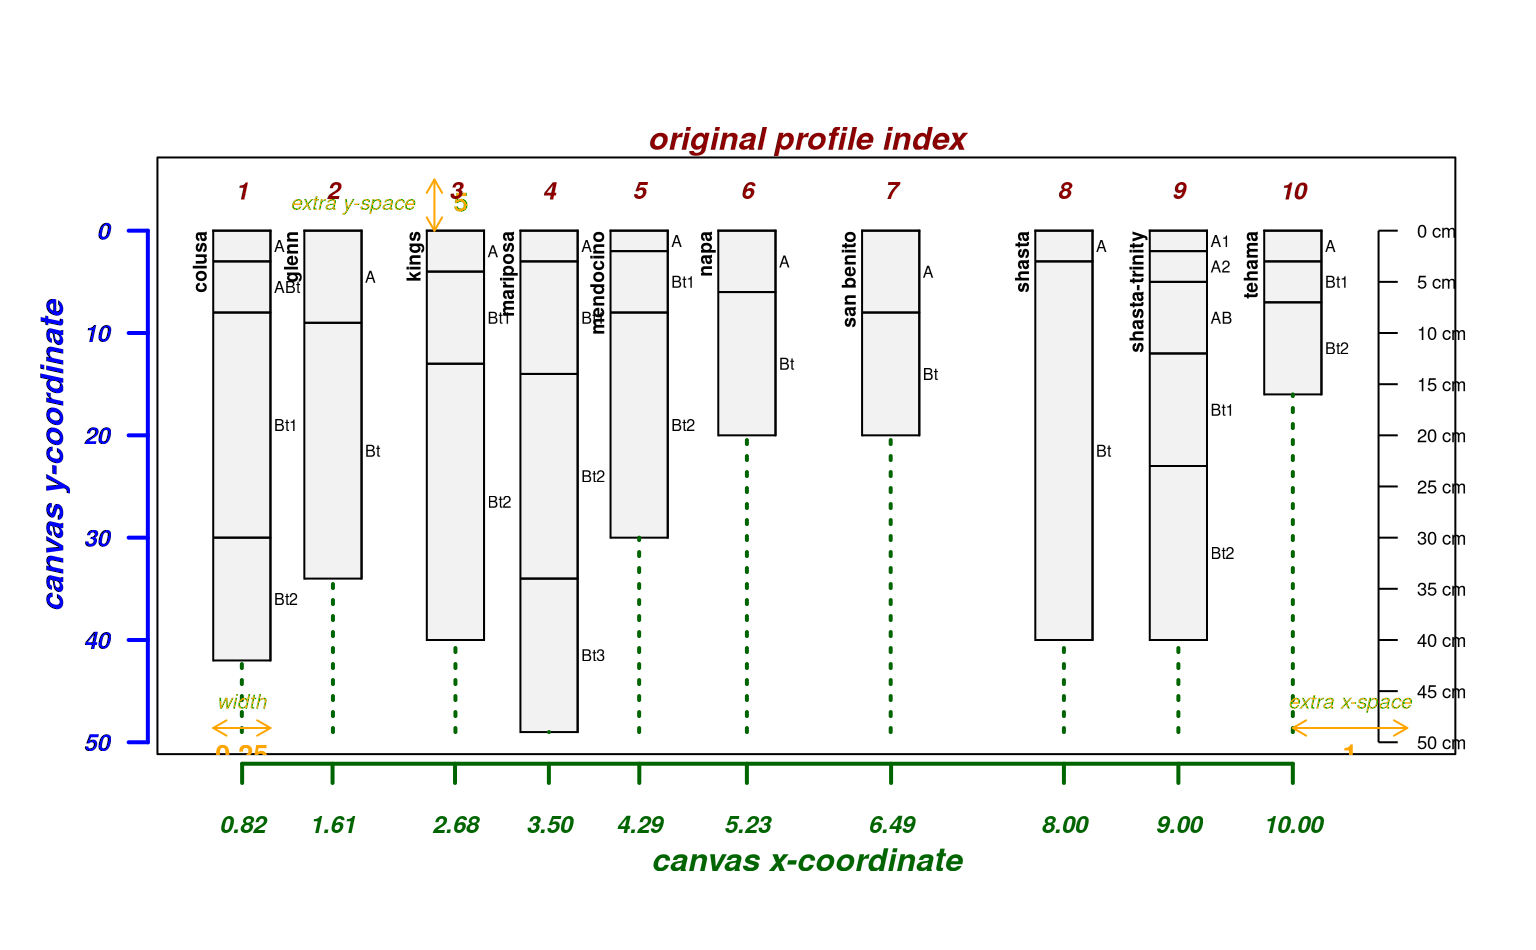 original profile index
1 2 3 4 5 6 7 8 9 10
extra y-space 5
canvas y-coordinate
0
10
20
30
40
50
colusa
A
ABt
Bt1
Bt2
glenn
A
Bt
kings
A
Bt1
Bt2
mariposa
A
Bt2
Bt3
mendocino
A
Bt1
Bt2
napa
A
Bt
san benito
A
Bt
shasta
A
Bt
shasta-trinity
A1
A2
AB
Bt1
Bt2
tehama
A
Bt1
Bt2
0 cm
5 cm
10 cm
15 cm
20 cm
25 cm
30 cm
35 cm
40 cm
45 cm
50 cm
width
0.25
extra x-space
1
0.82 1.61 2.68 3.50 4.29 5.23 6.49 8.00 9.00 10.00
canvas x-coordinate